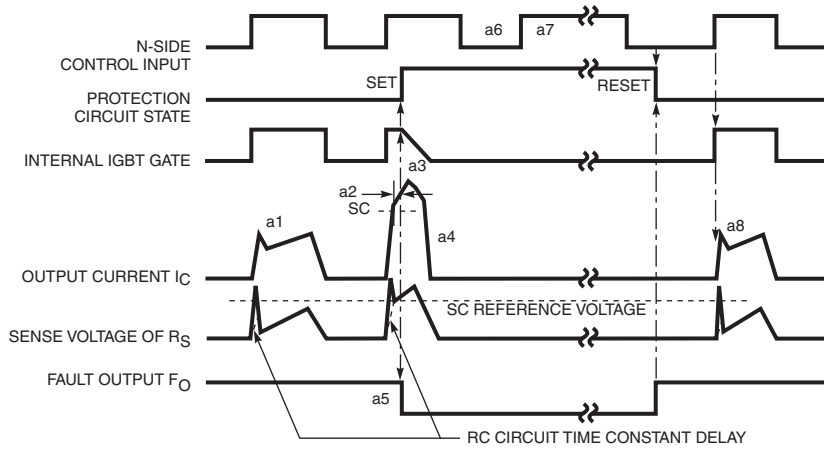 a6
a7
N-SIDE
CONTROL INPUT
SET
RESET
PROTECTION
CIRCUIT STATE
INTERNAL IGBT GATE
a3
a2
SC
a1
a4
a8
OUTPUT CURRENT IC
SC REFERENCE VOLTAGE
SENSE VOLTAGE OF RS
FAULT OUTPUT FO
a5
RC CIRCUIT TIME CONSTANT DELAY